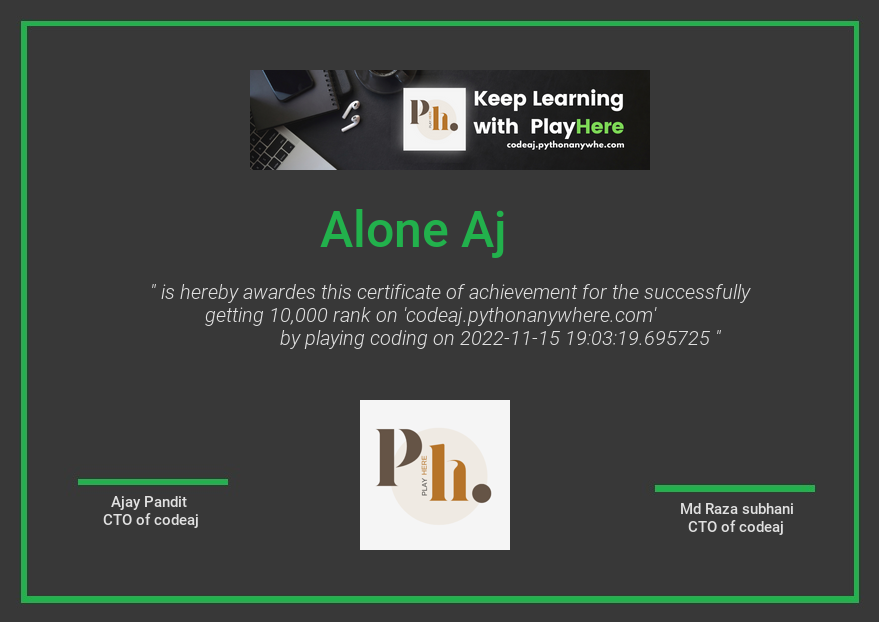 Ph.
PLAY HERE
Keep Learning
with PlayHere
codeaj.pythonanywhe.com
Alone Aj
" is hereby awardes this certificate of achievement for the successfully
getting 10,000 rank on 'codeaj.pythonanywhere.com'
by playing coding on 2022-11-15 19:03:19.695725 "
Ph.
PLAY HERE
Ajay Pandit
CTO of codeaj
Md Raza subhani
CTO of codeaj